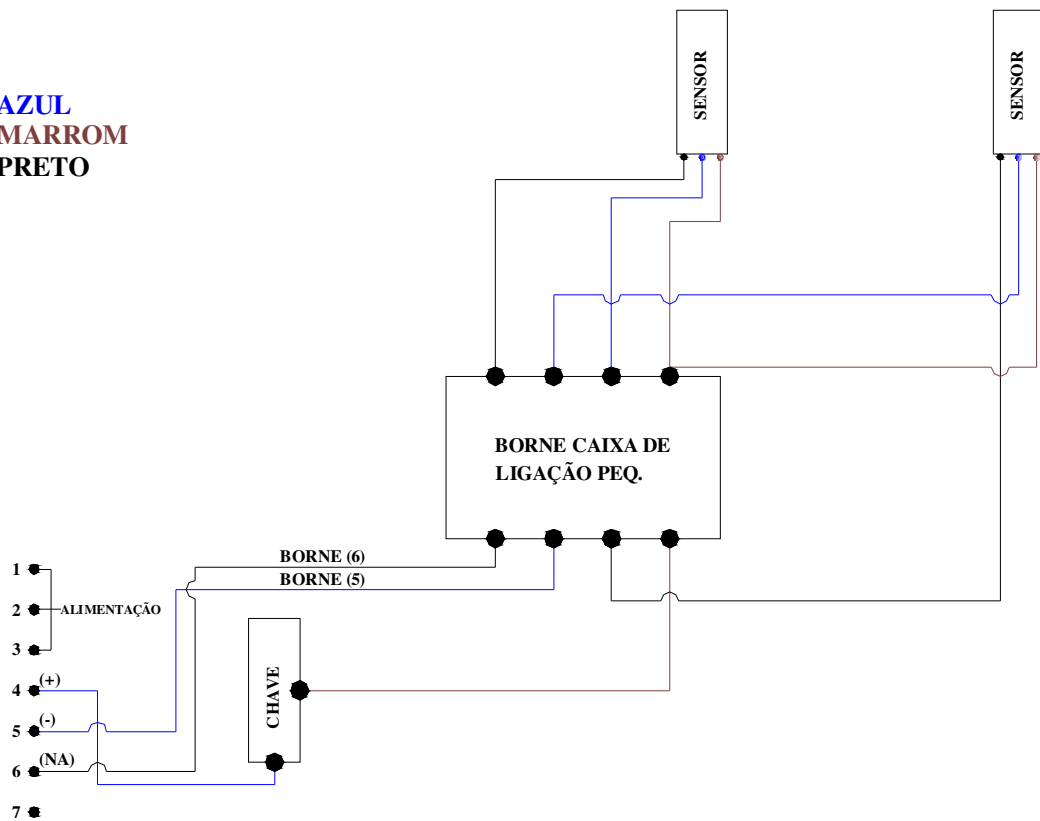 SENSOR
SENSOR
AZUL
MARROM
PRETO
BORNE CAIXA DE
LIGAÇÃO PEQ.
BORNE (6)
BORNE (5)
1
2 ALIMENTAÇÃO
3
4 (+)
5 (-)
6 (NA)
7
CHAVE